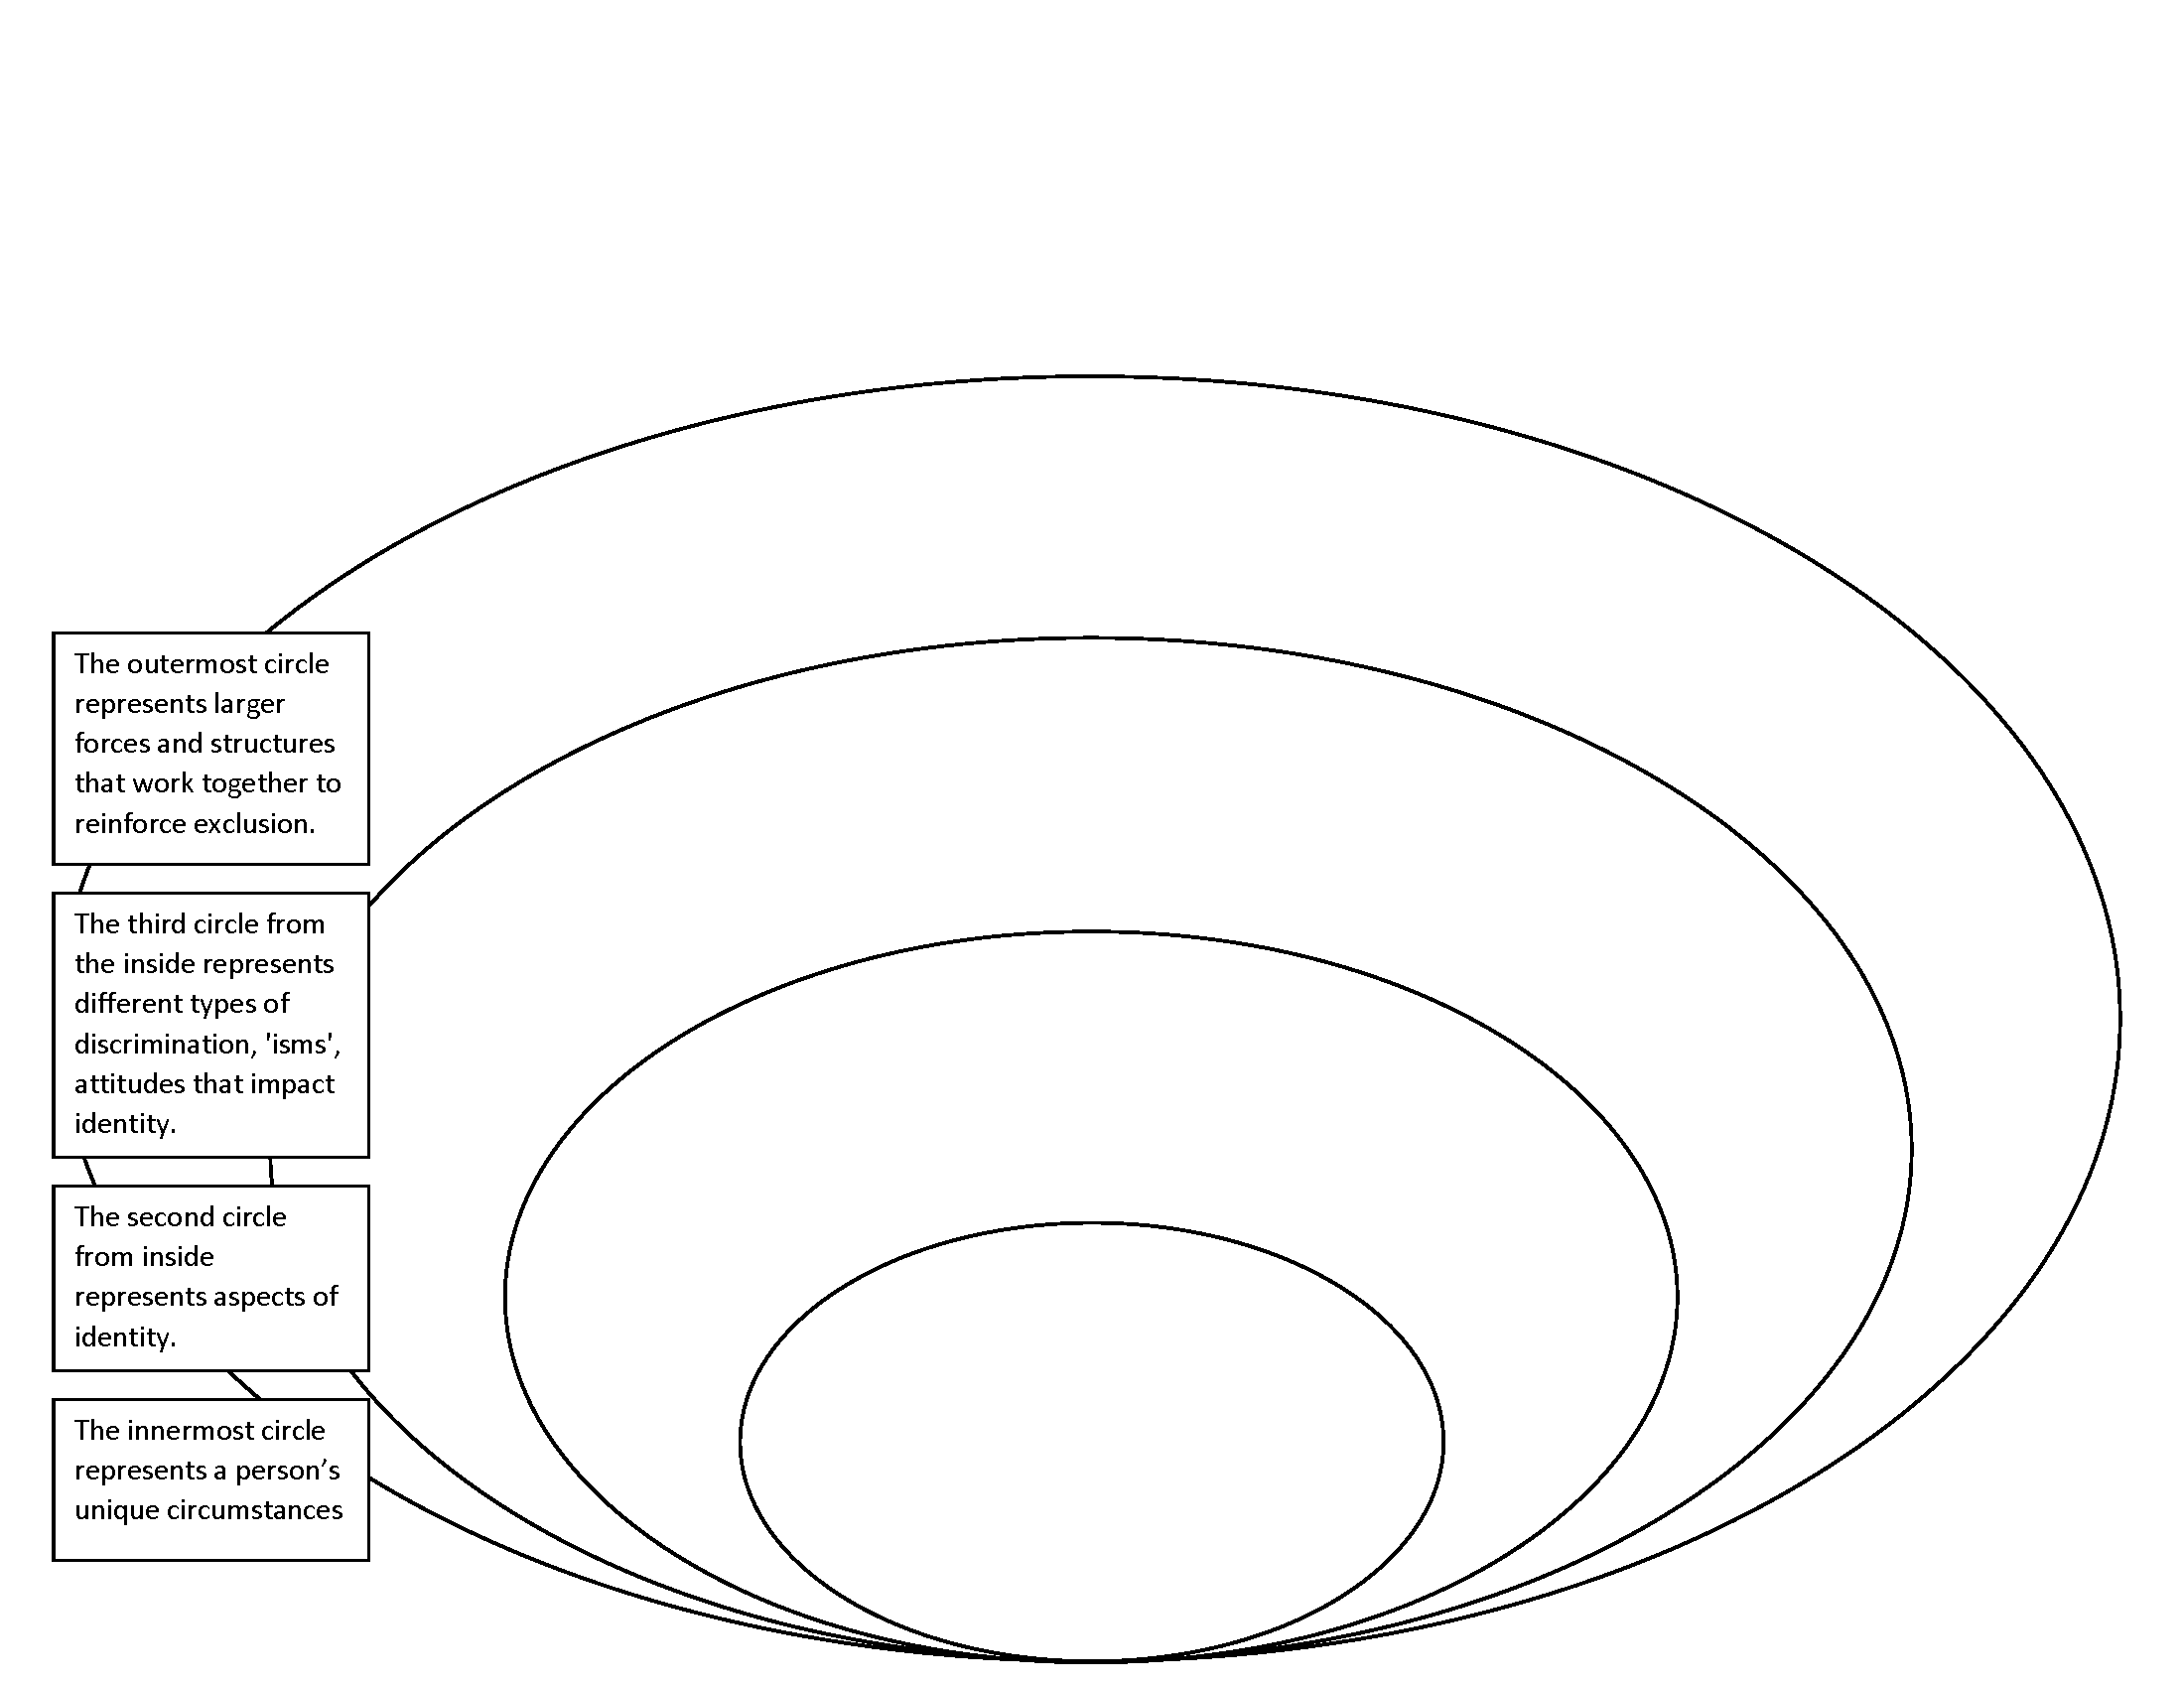 The outermost circle
represents larger
forces and structures
that work together to
reinforce exclusion.
The third circle from
the inside represents
different types of
discrimination, 'isms',
attitudes that impact
identity.
The second circle
from inside
represents aspects of
identity.
The innermost circle
represents a person’s
unique circumstances